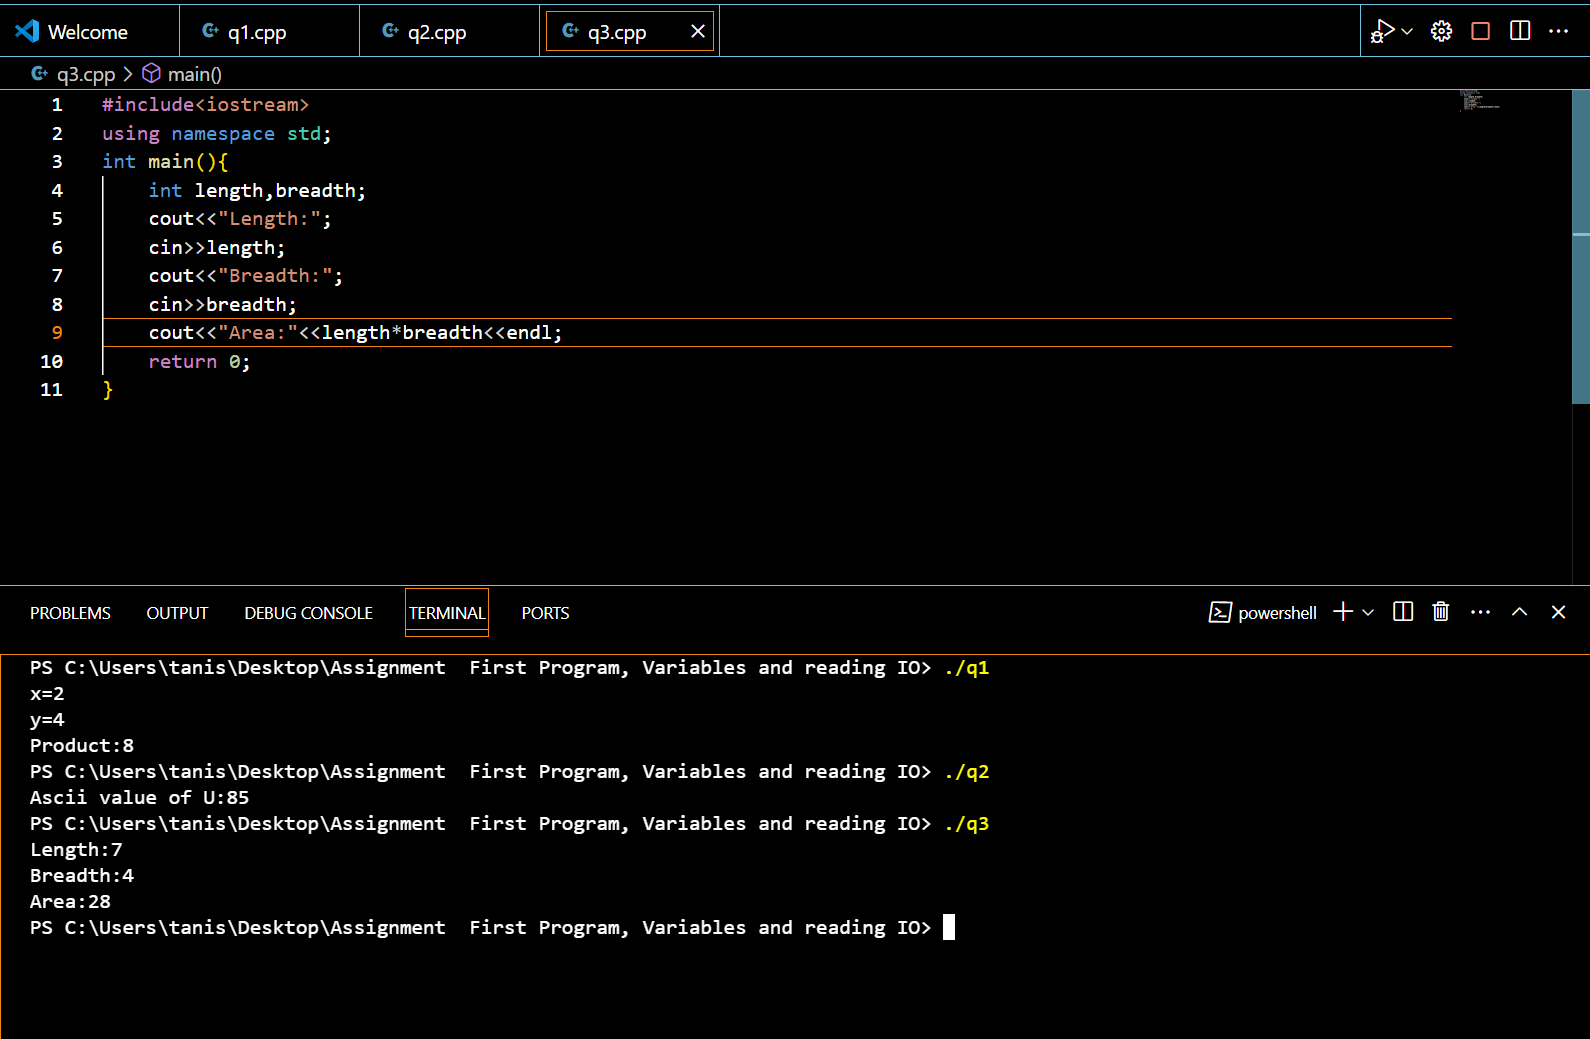 Welcome q1.cpp q2.cpp q3.cpp
q3.cpp > main()
1 #include<iostream>
2 using namespace std;
3 int main(){
4     int length,breadth;
5     cout<<"Length:";
6     cin>>length;
7     cout<<"Breadth:";
8     cin>>breadth;
9     cout<<"Area:"<<length*breadth<<endl;
10     return 0;
11 }
PROBLEMS OUTPUT DEBUG CONSOLE TERMINAL PORTS powershell
PS C:\Users\tanis\Desktop\Assignment  First Program, Variables and reading IO> ./q1
x=2
y=4
Product:8
PS C:\Users\tanis\Desktop\Assignment  First Program, Variables and reading IO> ./q2
Ascii value of U:85
PS C:\Users\tanis\Desktop\Assignment  First Program, Variables and reading IO> ./q3
Length:7
Breadth:4
Area:28
PS C:\Users\tanis\Desktop\Assignment  First Program, Variables and reading IO>